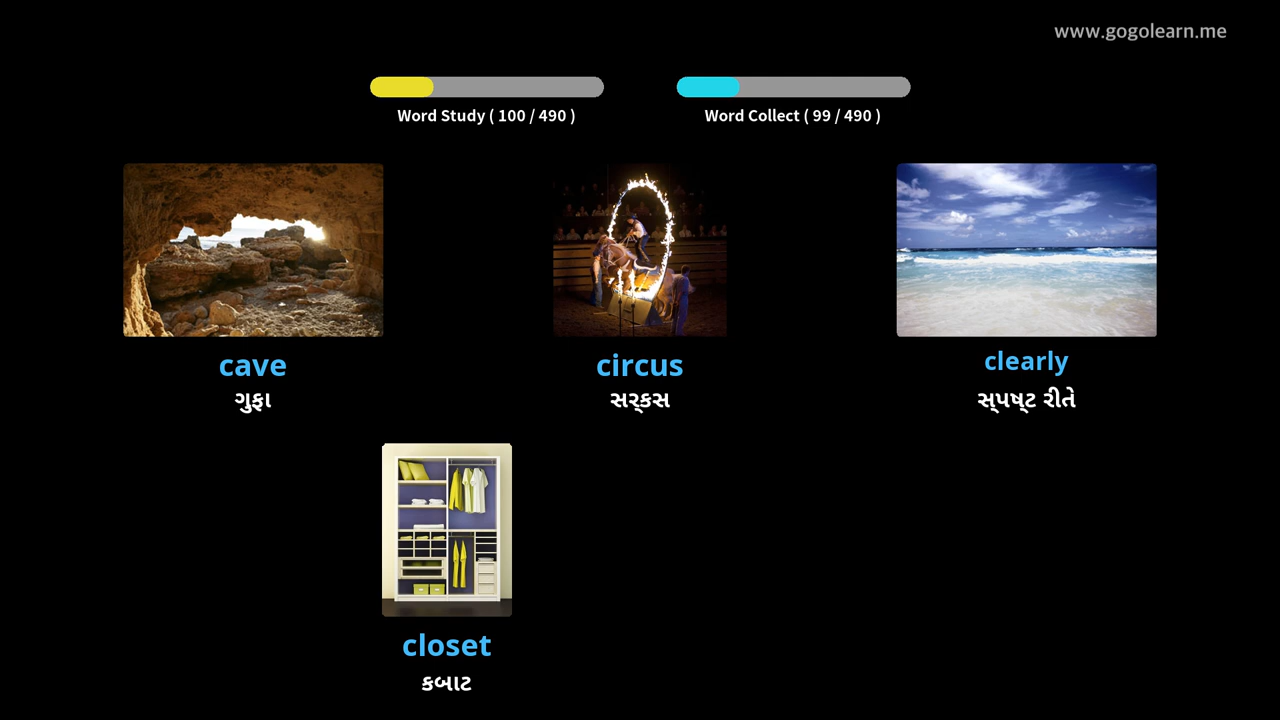 www.gogolearn.me
Word Study ( 100 / 490 )
Word Collect ( 99 / 490 )
cave
ગુફા
circus
સર્કસ
clearly
સ્પષ્ટ રીતે
closet
કબાટ